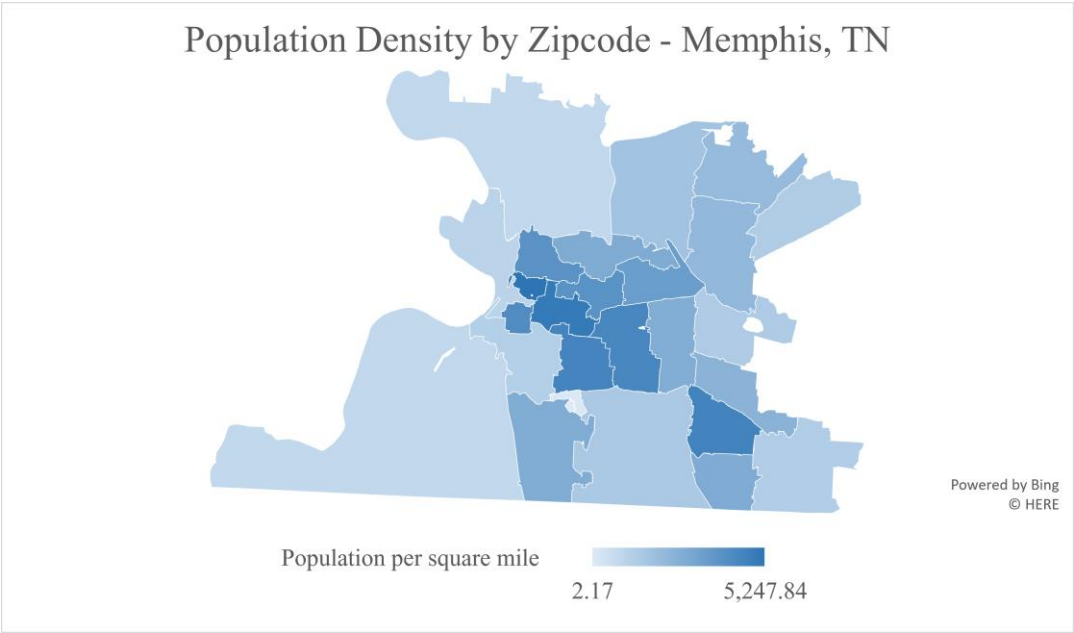 Population Density by Zipcode - Memphis, TN
Powered by Bing
© HERE
Population per square mile
2.17
5,247.84